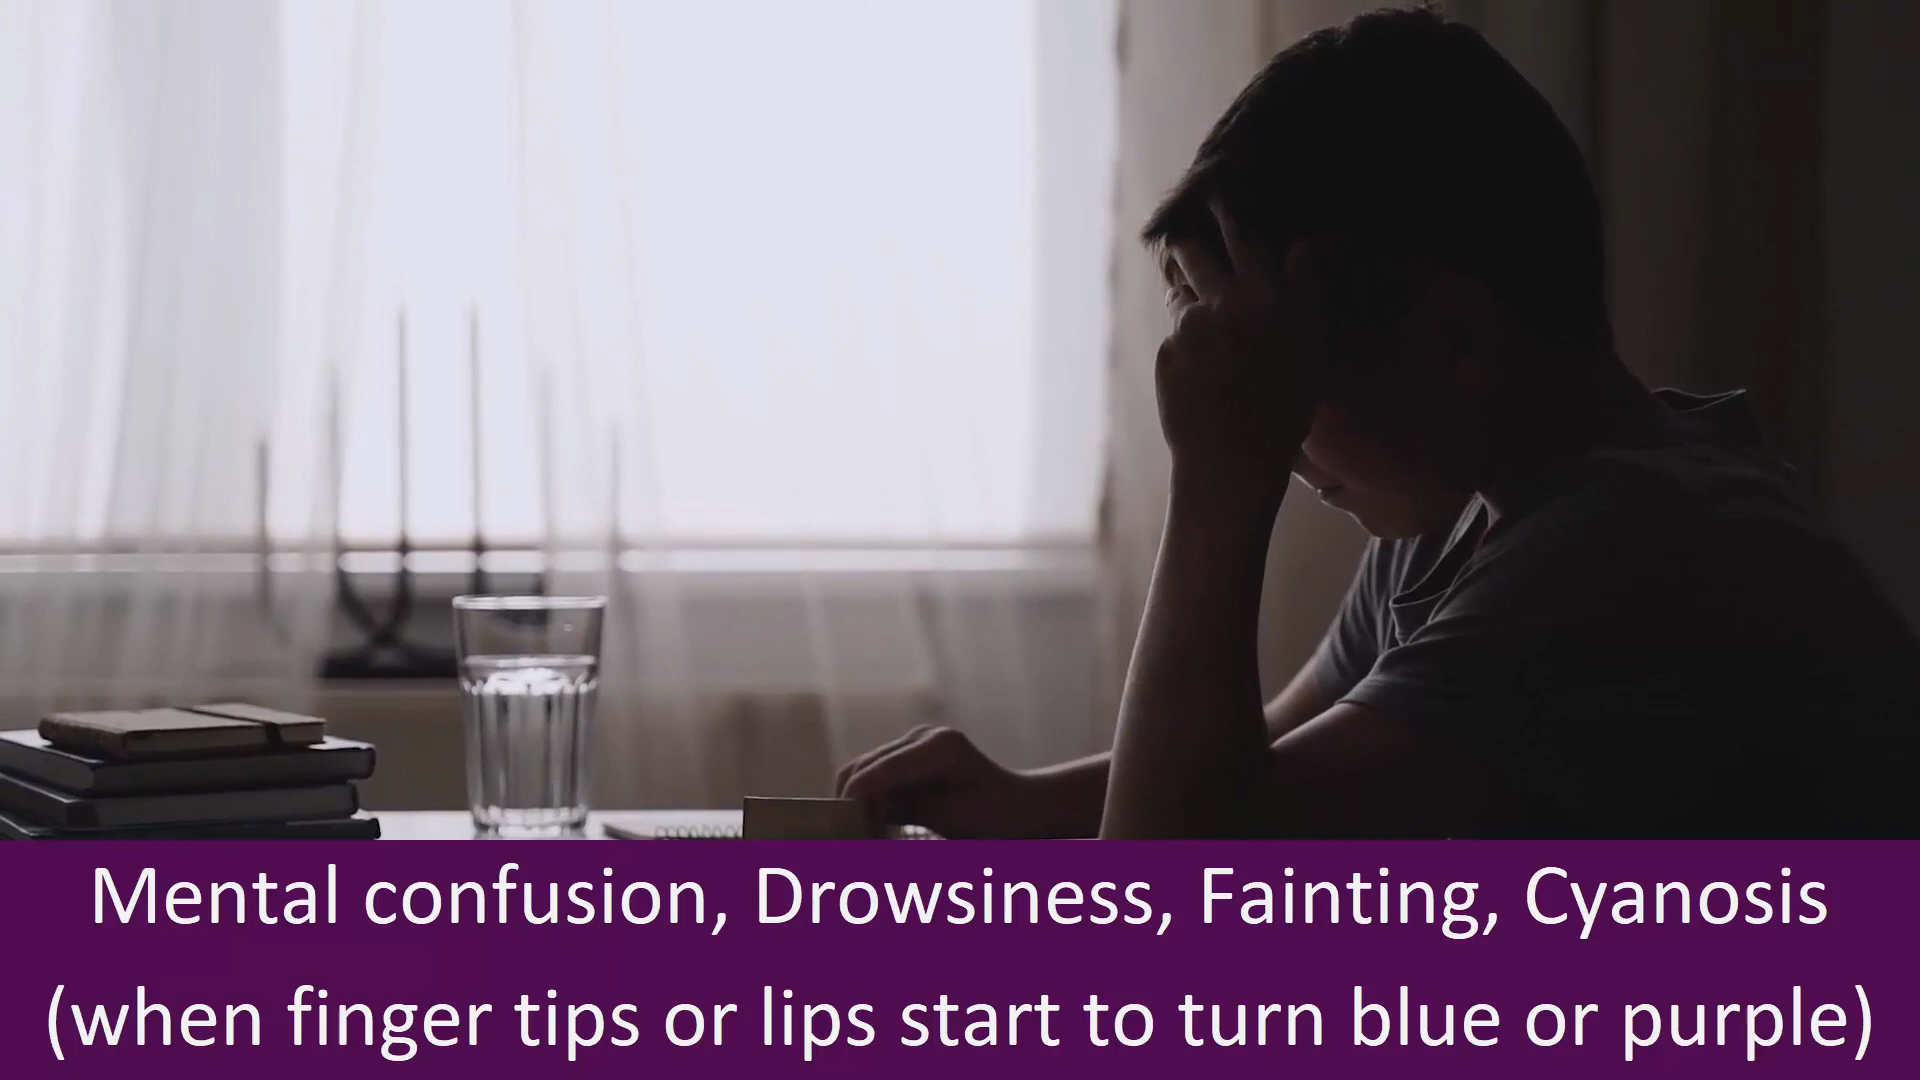 Mental confusion, Drowsiness, Fainting, Cyanosis
(when finger tips or lips start to turn blue or purple)